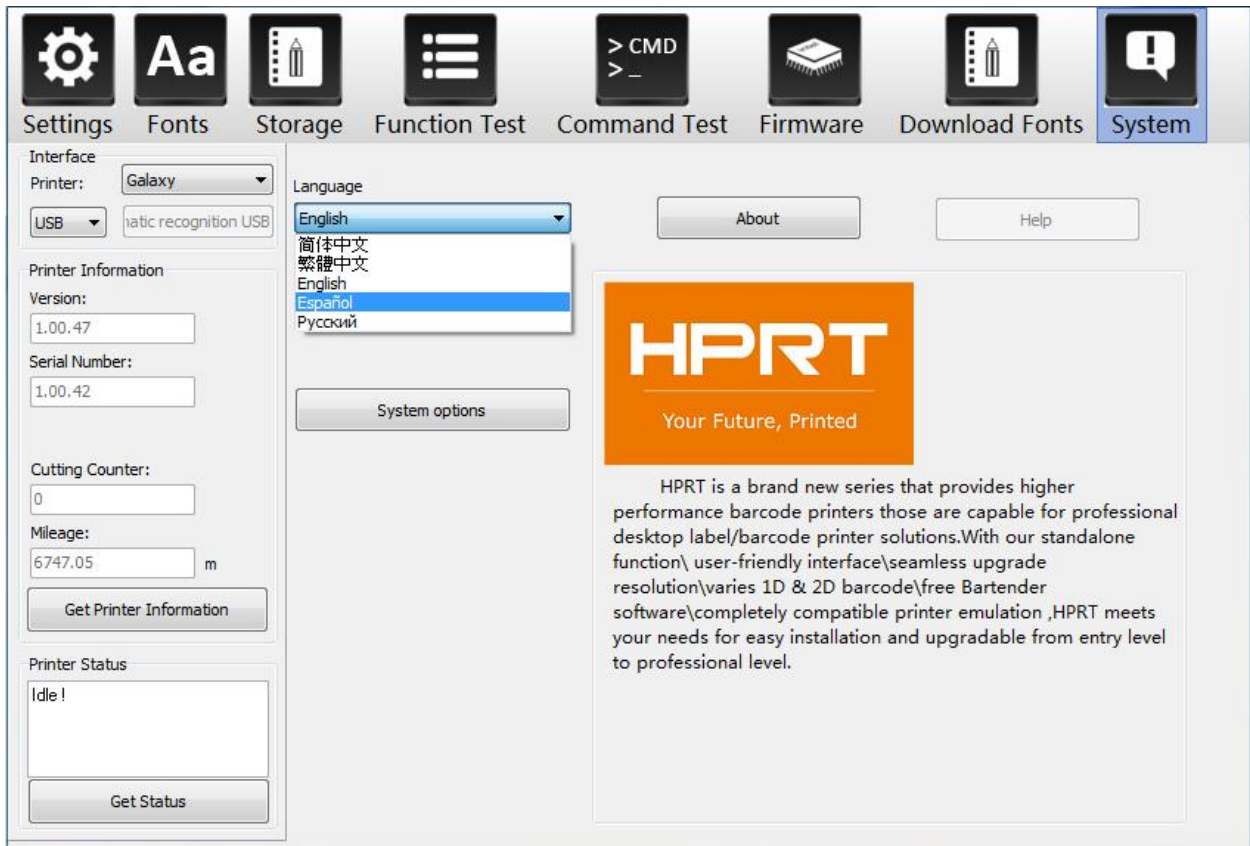 > CMD
> _
Aa
Settings Fonts Storage Function Test Command Test Firmware Download Fonts System
Interface
Printer: Galaxy
USB recognition USB
Printer Information
Version:
1.00.47
Serial Number:
1.00.42
Cutting Counter:
0
Mileage:
6747.05 m
Get Printer Information
Printer Status
Idle !
Get Status
Language
English
简体中文
繁體中文
English
Español
Русский
System options
About
Help
HPRT
Your Future, Printed
HPRT is a brand new series that provides higher
performance barcode printers those are capable for professional
desktop label/barcode printer solutions.With our standalone
function\ user-friendly interface\seamless upgrade
resolution\varies 1D & 2D barcode\free Bartender
software\completely compatible printer emulation ,HPRT meets
your needs for easy installation and upgradable from entry level
to professional level.